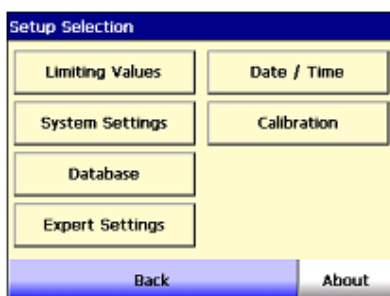 Setup Selection
Limiting Values
Date / Time
System Settings
Calibration
Database
Expert Settings
Back
About